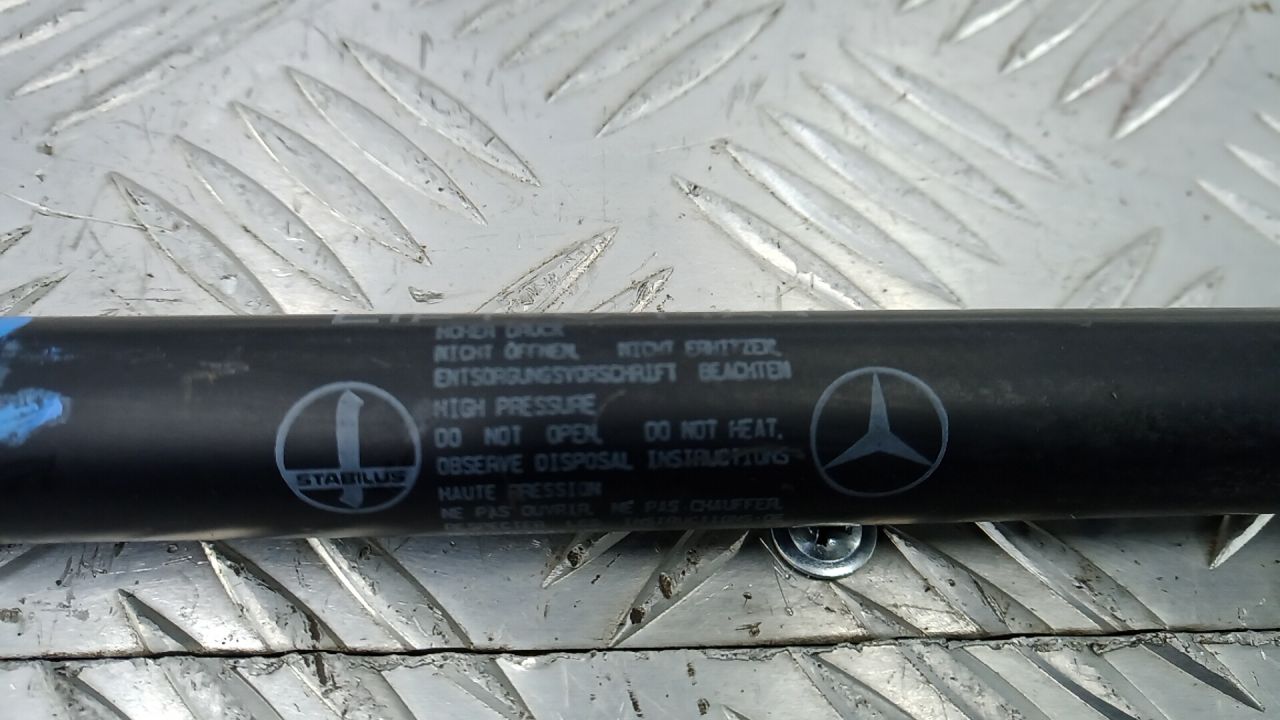 STABILUS
HOHER DRUCK
NICHT ÖFFNEN. NICHT ERHITZEN.
ENTSORGUNGSVORSCHRIFT BEACHTEN
HIGH PRESSURE
DO NOT OPEN. DO NOT HEAT.
OBSERVE DISPOSAL INSTRUCTIONS
HAUTE PRESSION
NE PAS OUVRIR. NE PAS CHAUFFER.